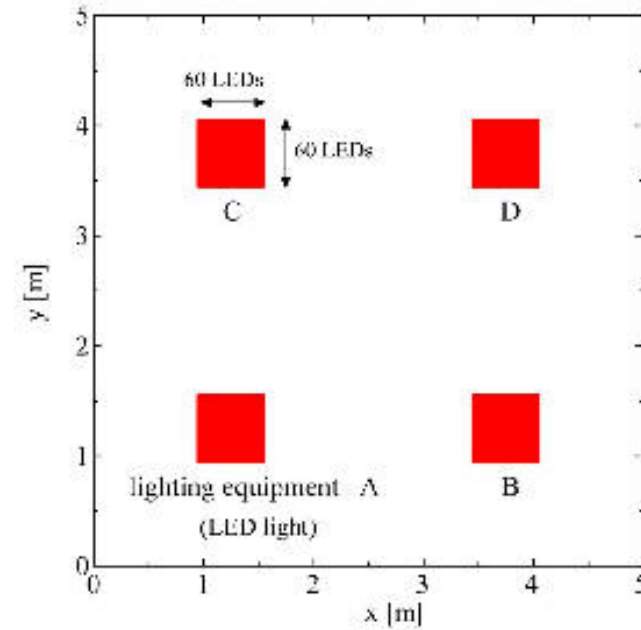 5
60 LEDs
4
60 LEDs
C
D
3
y [m]
2
1
lighting equipment A
B
(LED light)
0
0 1 2 3 4 5
x [m]